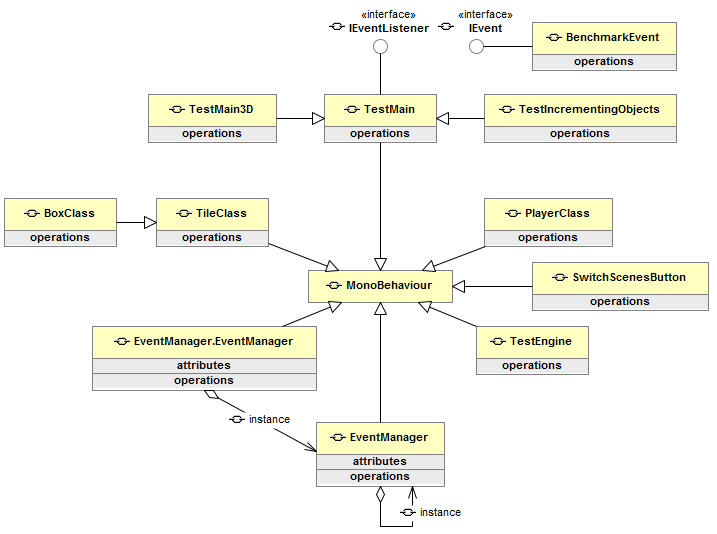 «interface»
IEventListener
«interface»
IEvent
BenchmarkEvent
operations
TestMain3D
operations
TestMain
operations
TestIncrementingObjects
operations
BoxClass
operations
TileClass
operations
PlayerClass
operations
MonoBehaviour
SwitchScenesButton
operations
EventManager.EventManager
attributes
operations
TestEngine
operations
instance
EventManager
attributes
operations
instance